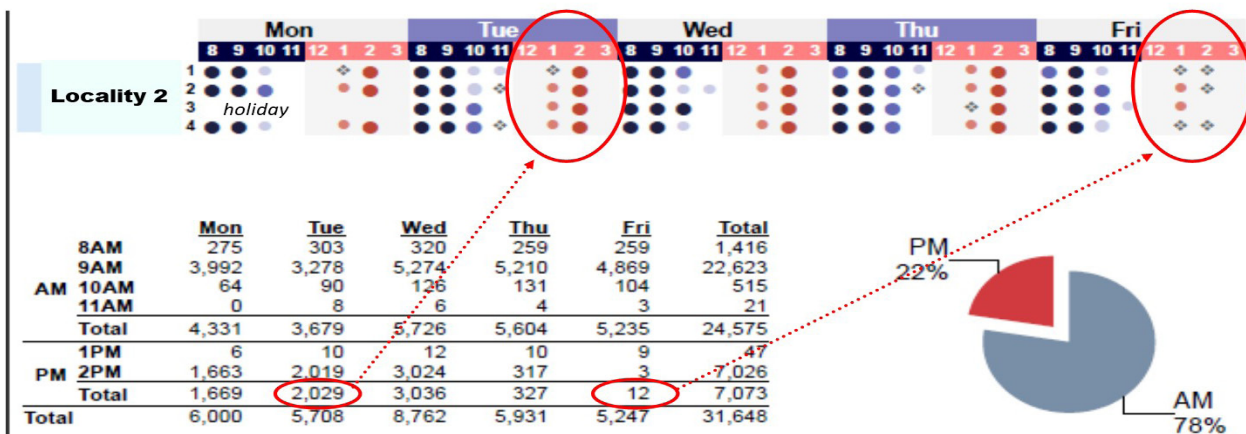 Mon Tue Wed Thu Fri
8 9 10 11 12 1 2 3 8 9 10 11 12 1 2 3 8 9 10 11 12 1 2 3 8 9 10 11 12 1 2 3 8 9 10 11 12 1 2 3
1
Locality 2 2
3 holiday
4
Mon Tue Wed Thu Fri Total
8AM 275 303 320 259 259 1,416
9AM 3,992 3,278 5,274 5,210 4,869 22,623
AM 10AM 64 90 126 131 104 515
11AM 0 8 6 4 3 21
Total 4,331 3,679 5,726 5,604 5,235 24,575
1PM 6 10 12 10 9 47
PM 2PM 1,663 2,019 3,024 317 3 7,026
Total 1,669 2,029 3,036 327 12 7,073
Total 6,000 5,708 8,762 5,931 5,247 31,648
PM
22%
AM
78%